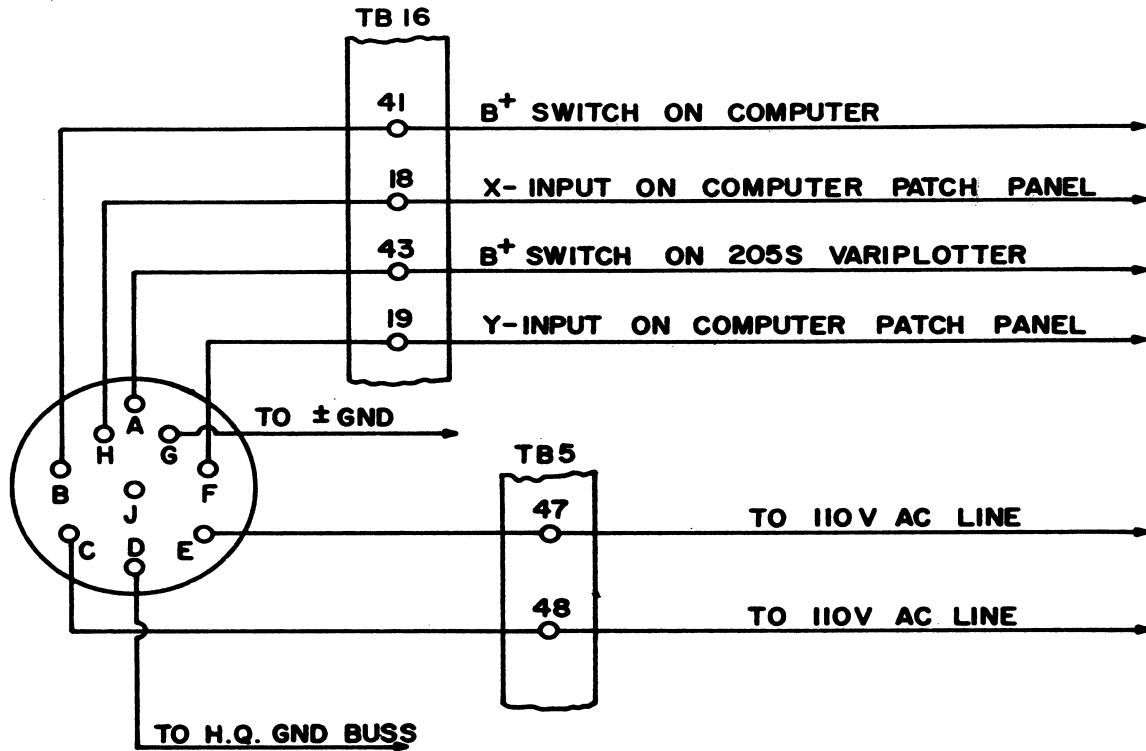 TB 16
41
B+ SWITCH ON COMPUTER
18
X- INPUT ON COMPUTER PATCH PANEL
43
B+ SWITCH ON 205S VARIPLOTTER
19
Y-INPUT ON COMPUTER PATCH PANEL
A
TO ± GND
H
G
TB5
B
F
J
47
TO 110V AC LINE
C
D
E
48
TO 110V AC LINE
TO H.Q. GND BUSS